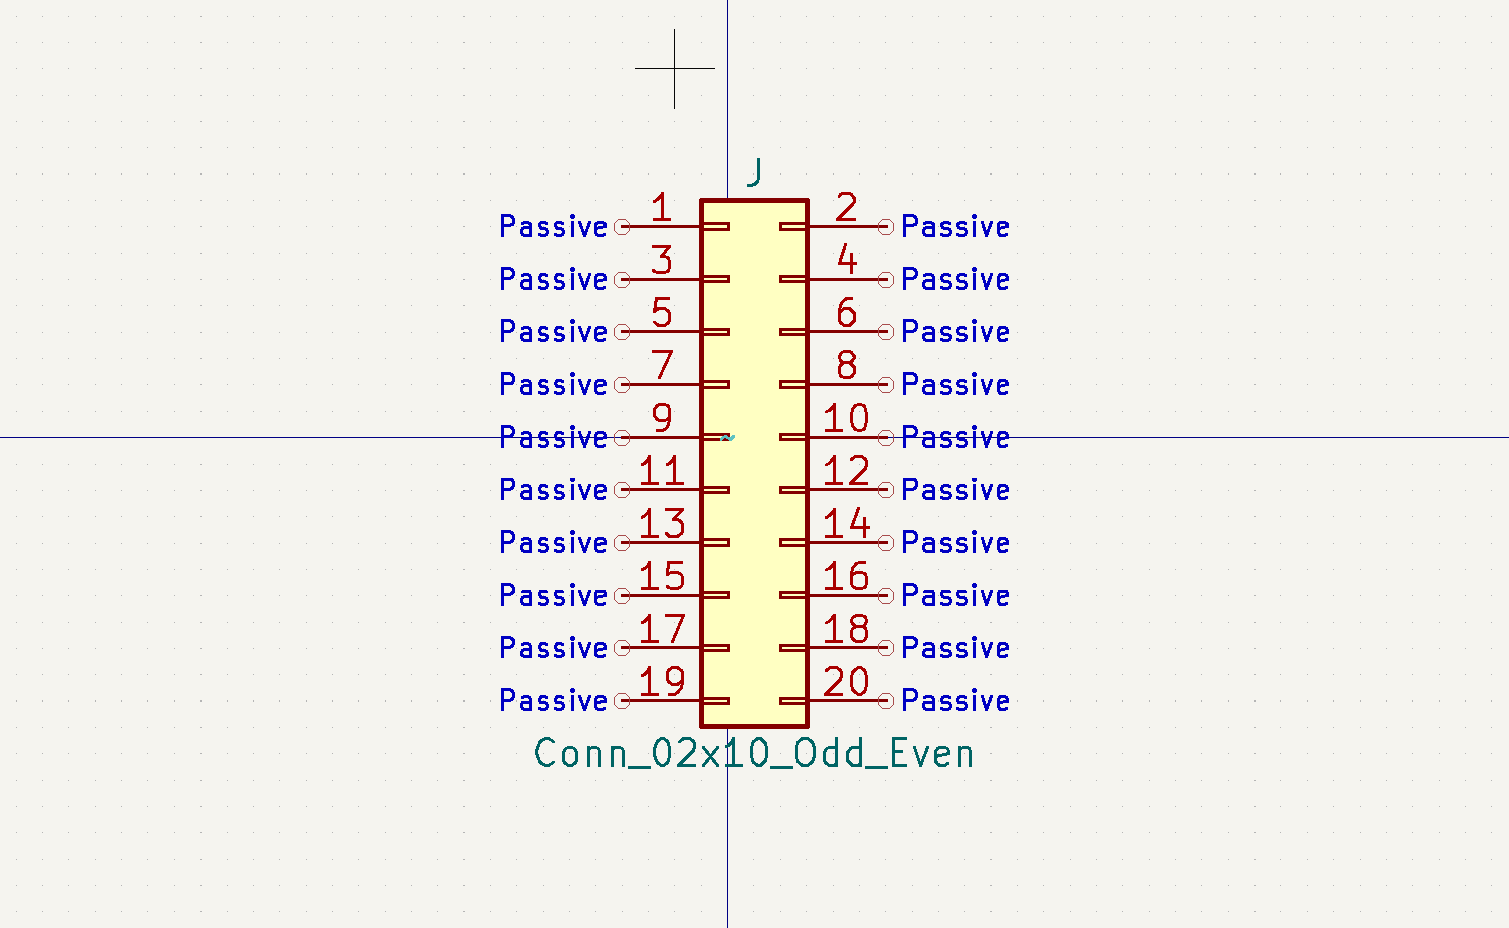 J
Passive 1 2 Passive
Passive 3 4 Passive
Passive 5 6 Passive
Passive 7 8 Passive
Passive 9 10 Passive
Passive 11 12 Passive
Passive 13 14 Passive
Passive 15 16 Passive
Passive 17 18 Passive
Passive 19 20 Passive
Conn_02x10_Odd_Even